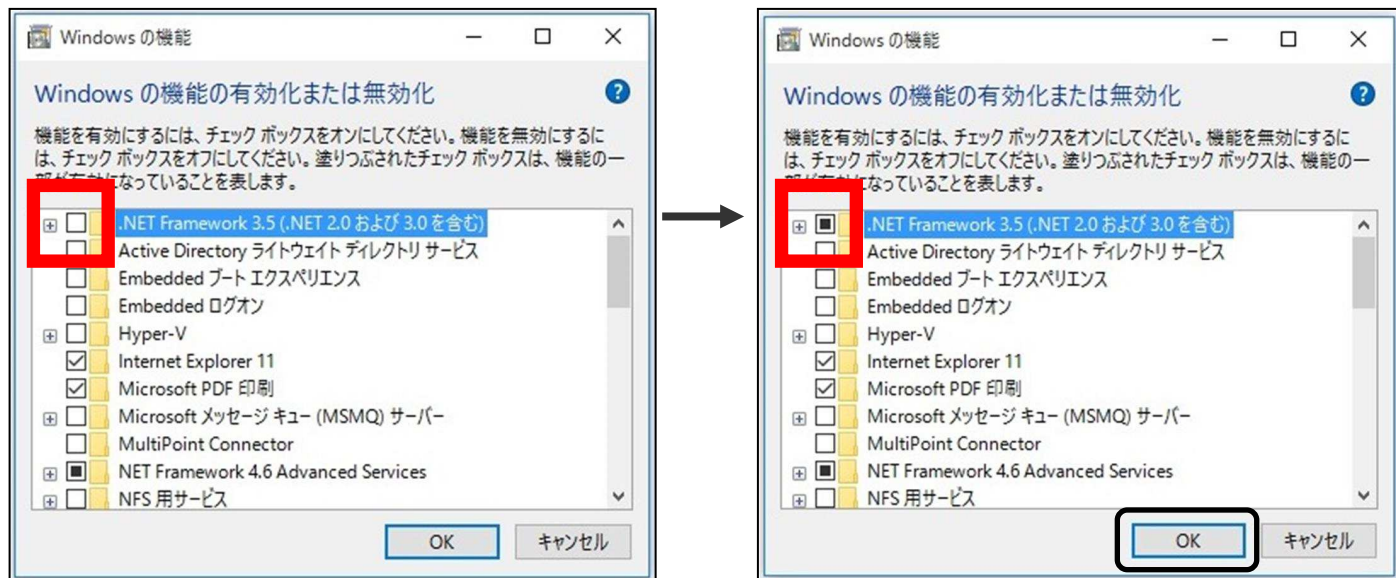 Windows の機能
Windows の機能の有効化または無効化
機能を有効にするには、チェック ボックスをオンにしてください。機能を無効にするに
は、チェック ボックスをオフにしてください。塗りつぶされたチェック ボックスは、機能の一
部が有効になっていることを表します。
.NET Framework 3.5 (.NET 2.0 および 3.0 を含む)
Active Directory ライトウェイト ディレクトリ サービス
Embedded ブート エクスペリエンス
Embedded ログオン
Hyper-V
Internet Explorer 11
Microsoft PDF 印刷
Microsoft メッセージ キュー (MSMQ) サーバー
MultiPoint Connector
NET Framework 4.6 Advanced Services
NFS 用サービス
OK
キャンセル
Windows の機能
Windows の機能の有効化または無効化
機能を有効にするには、チェック ボックスをオンにしてください。機能を無効にするに
は、チェック ボックスをオフにしてください。塗りつぶされたチェック ボックスは、機能の一
部が有効になっていることを表します。
.NET Framework 3.5 (.NET 2.0 および 3.0 を含む)
Active Directory ライトウェイト ディレクトリ サービス
Embedded ブート エクスペリエンス
Embedded ログオン
Hyper-V
Internet Explorer 11
Microsoft PDF 印刷
Microsoft メッセージ キュー (MSMQ) サーバー
MultiPoint Connector
NET Framework 4.6 Advanced Services
NFS 用サービス
OK
キャンセル